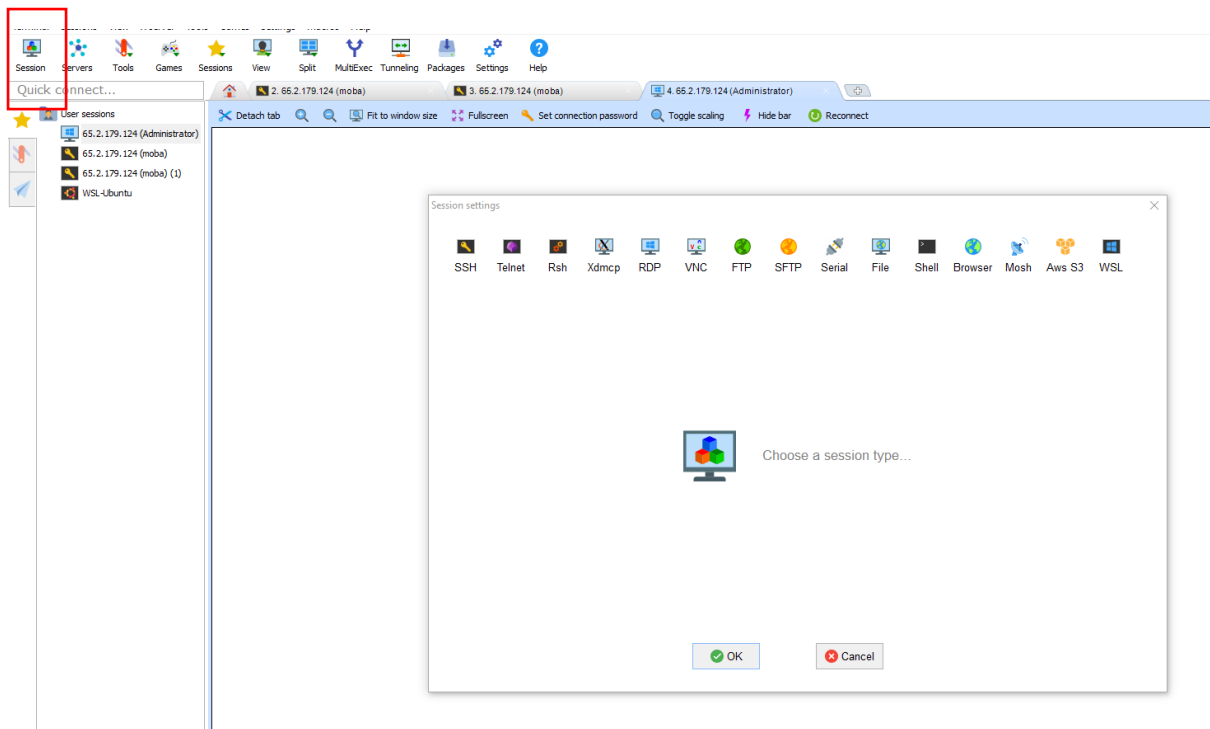 Session Servers Tools Games Sessions View Split MultiExec Tunneling Packages Settings Help
Quick connect...
2. 65.2.179.124 (moba)
3. 65.2.179.124 (moba)
4. 65.2.179.124 (Administrator)
Detach tab Fit to window size Fullscreen Set connection password Toggle scaling Hide bar Reconnect
User sessions
65.2.179.124 (Administrator)
65.2.179.124 (moba)
65.2.179.124 (moba) (1)
WSL-Ubuntu
Session settings
SSH Telnet Rsh Xdmcp RDP VNC FTP SFTP Serial File Shell Browser Mosh Aws S3 WSL
Choose a session type...
OK Cancel